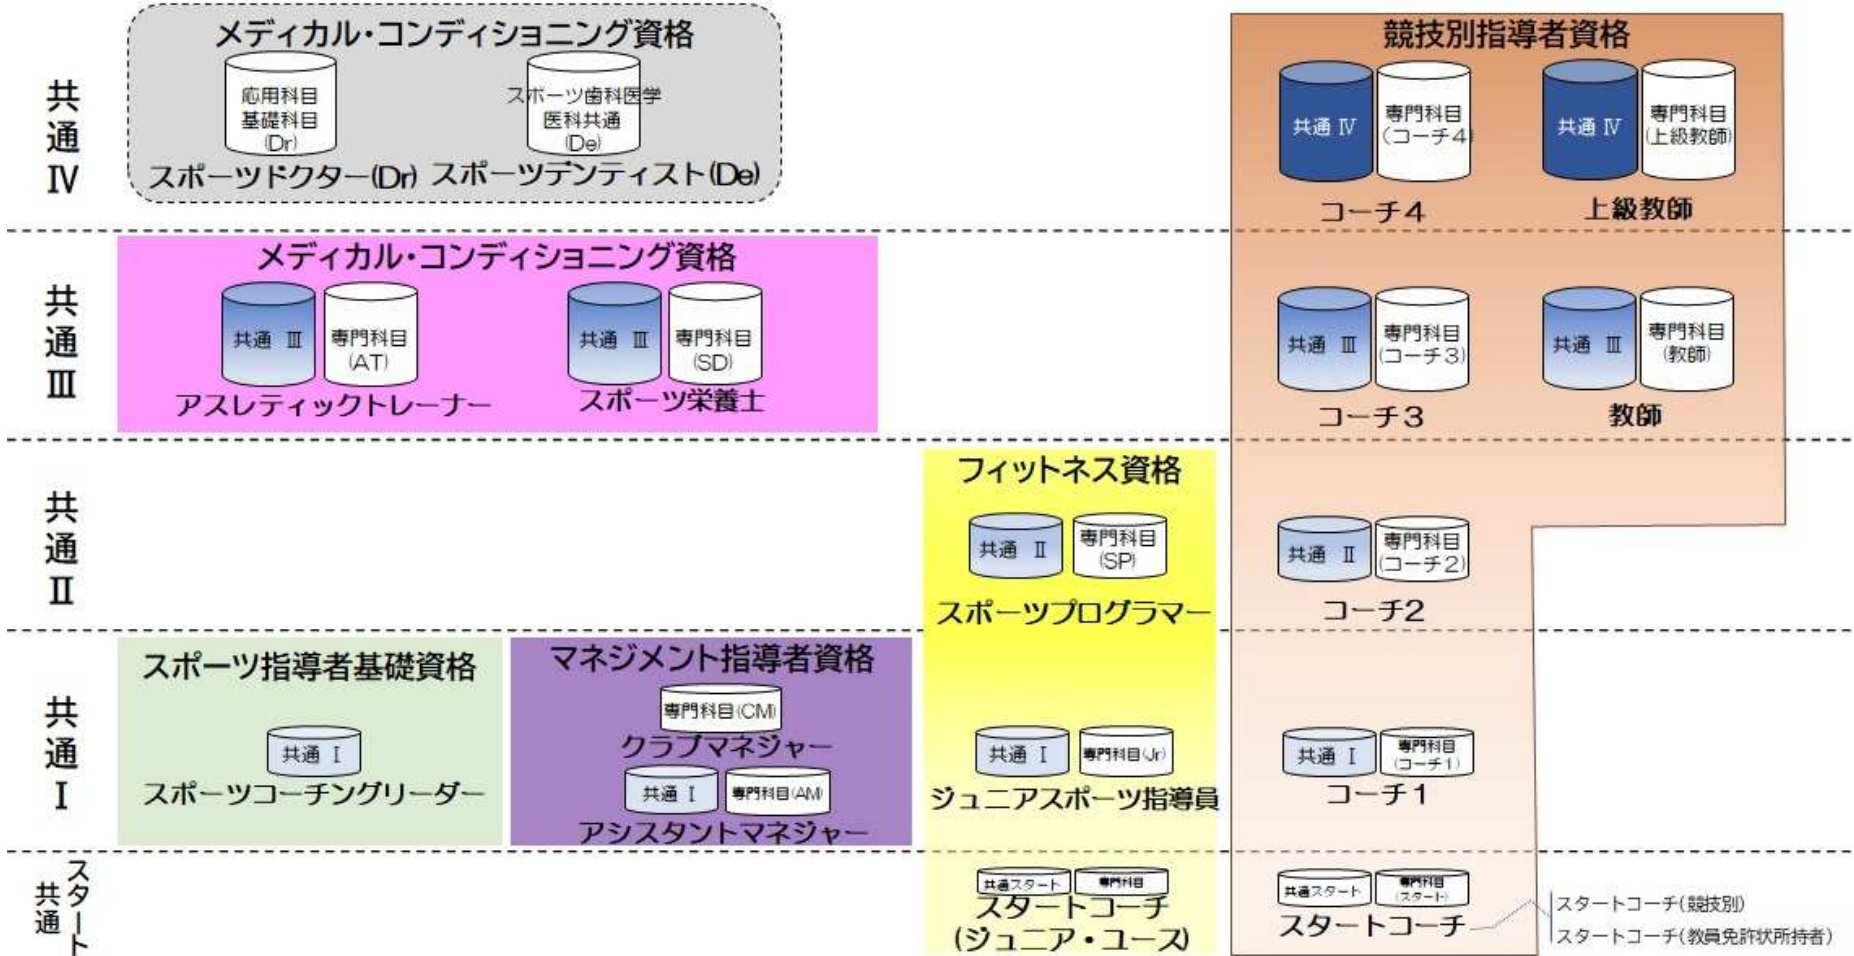 共通Ⅳ
メディカル・コンディショニング資格
応用科目
基礎科目
(Dr)
スポーツドクター(Dr)
スポーツ歯科医学
医科共通
(De)
スポーツデンティスト(De)
競技別指導者資格
共通 Ⅳ
専門科目
(コーチ4)
コーチ4
共通 Ⅳ
専門科目
(上級教師)
上級教師
共通Ⅲ
メディカル・コンディショニング資格
共通 Ⅲ
専門科目
(AT)
アスレティックトレーナー
共通 Ⅲ
専門科目
(SD)
スポーツ栄養士
共通 Ⅲ
専門科目
(コーチ3)
コーチ3
共通 Ⅲ
専門科目
(教師)
教師
共通Ⅱ
フィットネス資格
共通 Ⅱ
専門科目
(SP)
スポーツプログラマー
共通 Ⅱ
専門科目
(コーチ2)
コーチ2
共通Ⅰ
スポーツ指導者基礎資格
共通 Ⅰ
スポーツコーチングリーダー
マネジメント指導者資格
専門科目(CM)
クラブマネジャー
共通 Ⅰ
専門科目(AM)
アシスタントマネジャー
共通 Ⅰ
専門科目(Jr)
ジュニアスポーツ指導員
共通 Ⅰ
専門科目
(コーチ1)
コーチ1
スタート
共通
共通スタート
専門科目
スタートコーチ
(ジュニア・ユース)
共通スタート
専門科目
(スタート)
スタートコーチ
スタートコーチ(競技別)
スタートコーチ(教員免許状所持者)